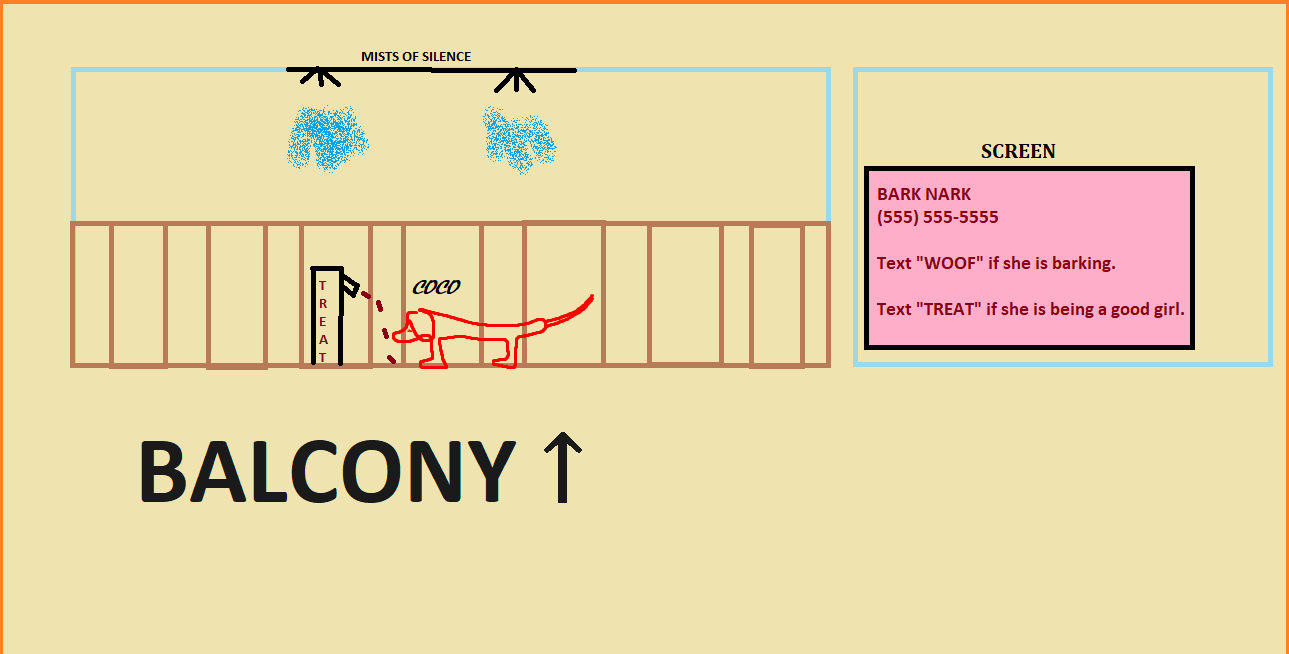 MISTS OF SILENCE
SCREEN
BARK NARK
(555) 555-5555
Text "WOOF" if she is barking.
Text "TREAT" if she is being a good girl.
COCO
TREAT
BALCONY ↑